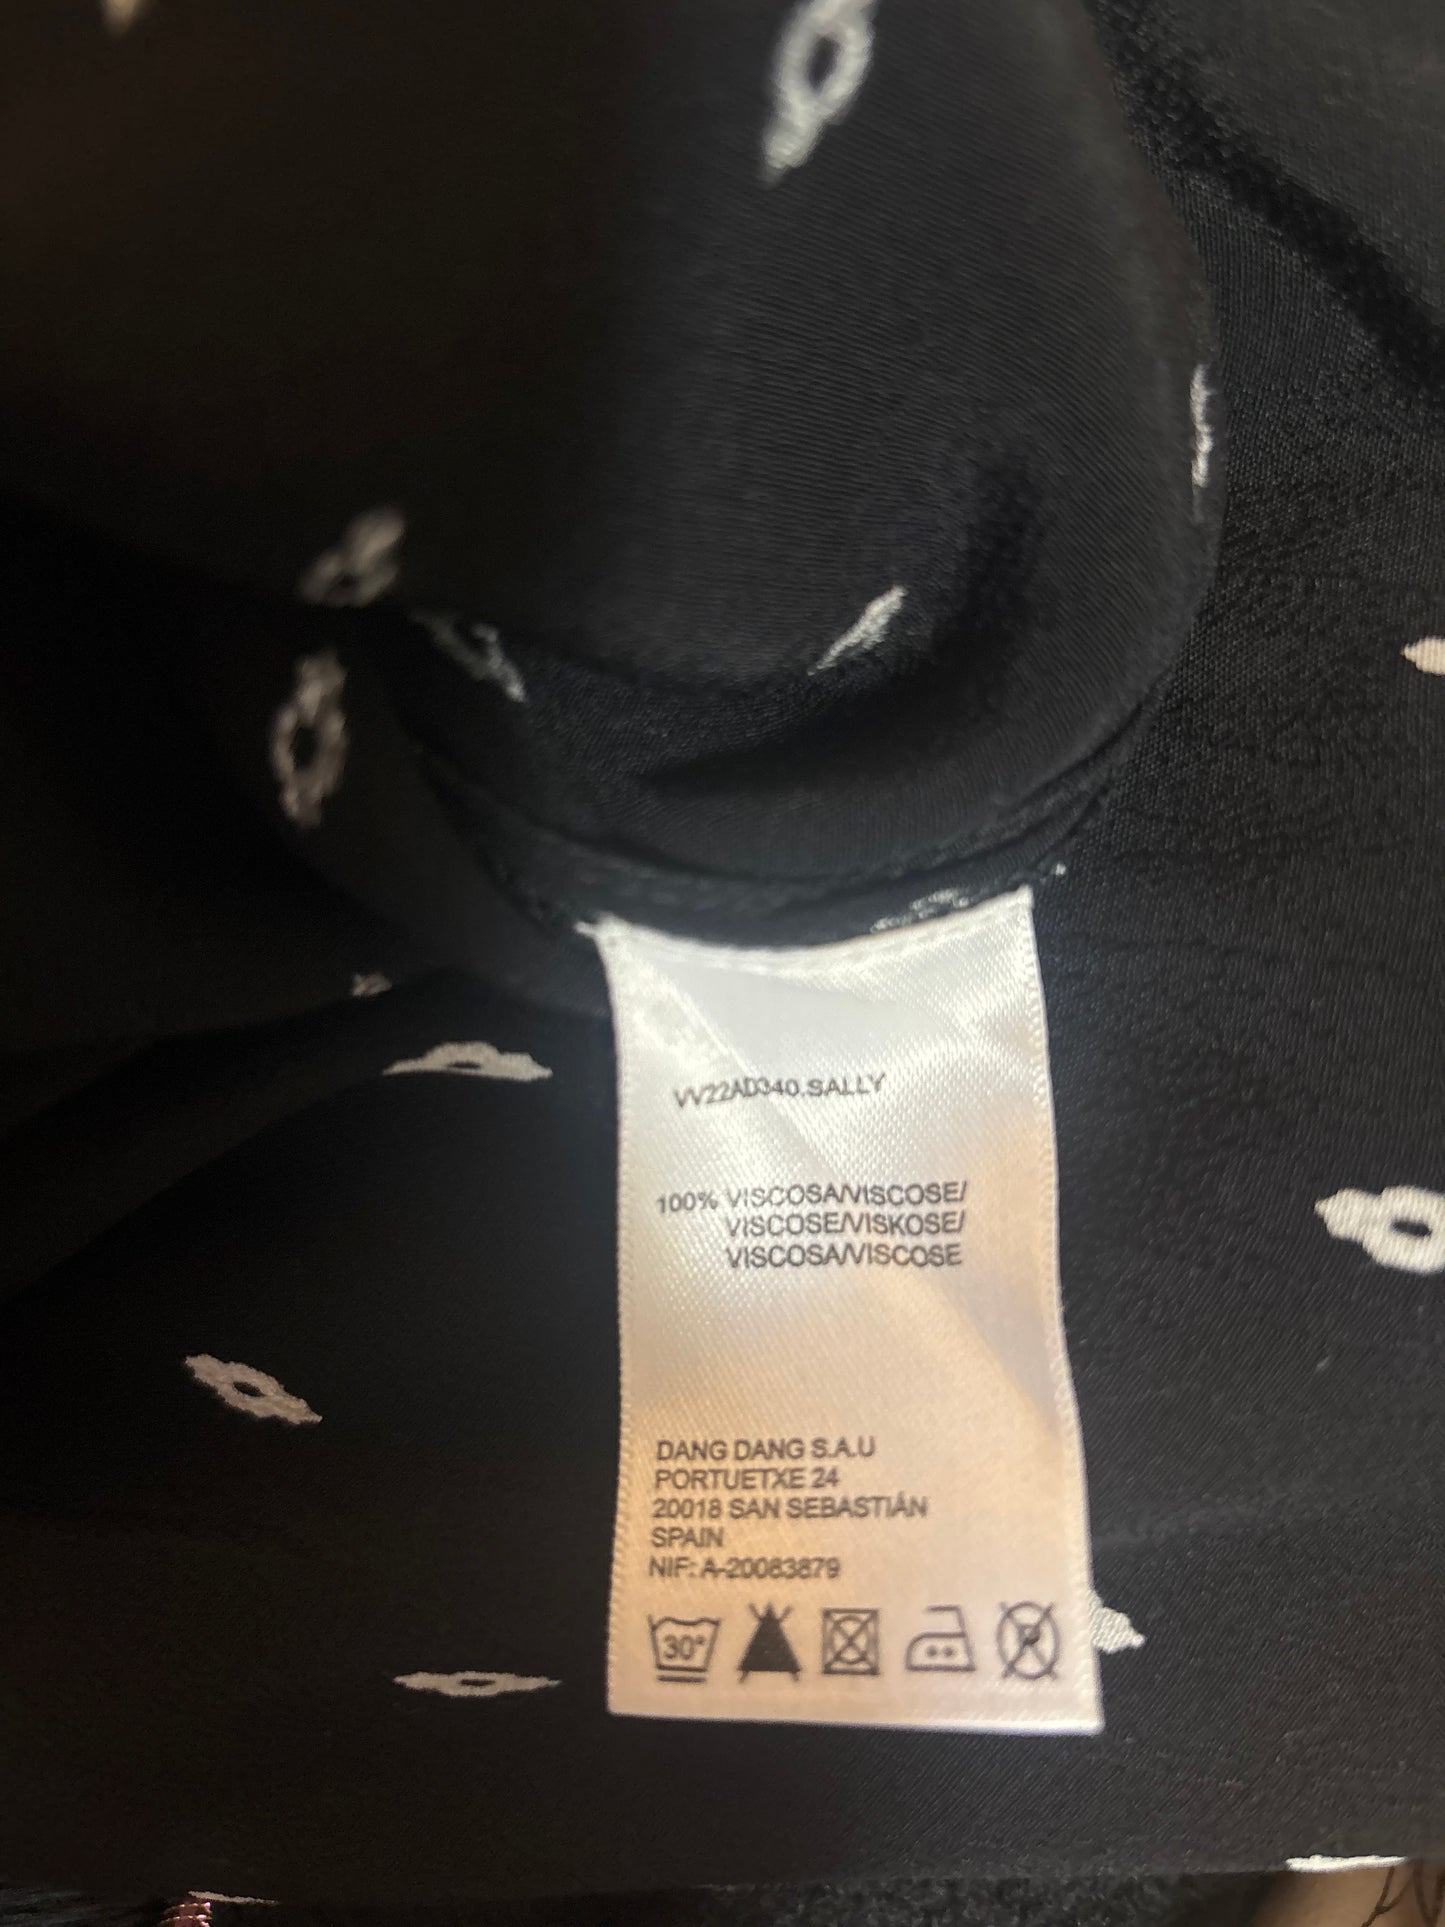 VV22AD340.SALLY
100% VISCOSA/VISCOSE/
VISCOSE/VISKOSE/
VISCOSA/VISCOSE
DANG DANG S.A.U
PORTUETXE 24
20018 SAN SEBASTIÁN
SPAIN
NIF: A-20083879
30°
P